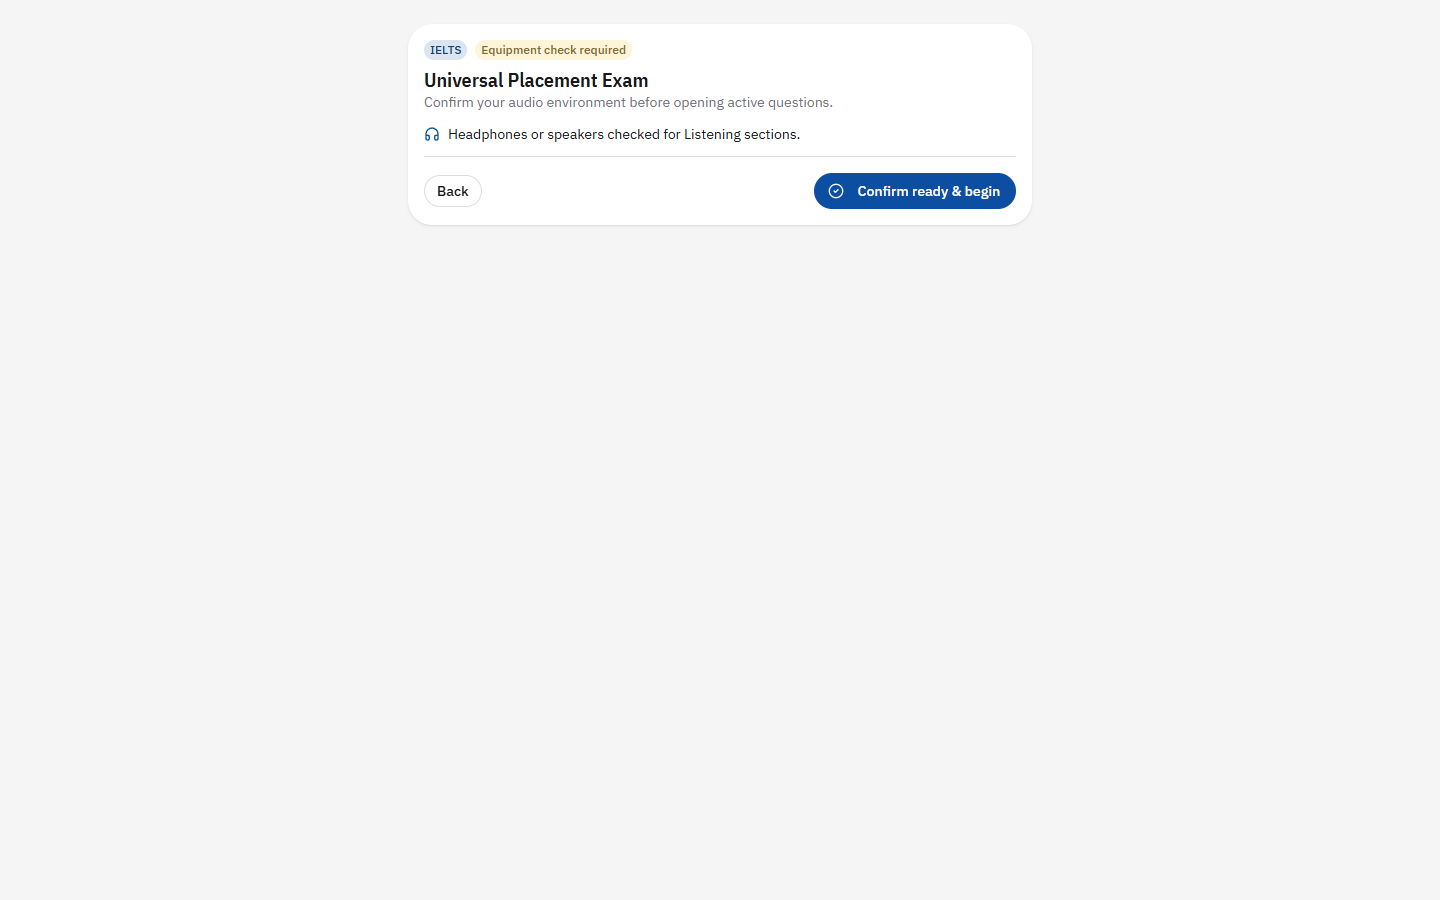 IELTS Equipment check required
Universal Placement Exam
Confirm your audio environment before opening active questions.
Headphones or speakers checked for Listening sections.
Back Confirm ready & begin